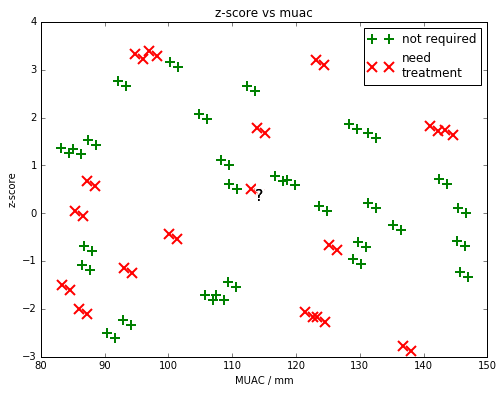 z-score vs muac
4
3
2
1
0
−1
−2
−3
z-score
not required
need
treatment
?
80
90
100
110
120
130
140
150
MUAC / mm